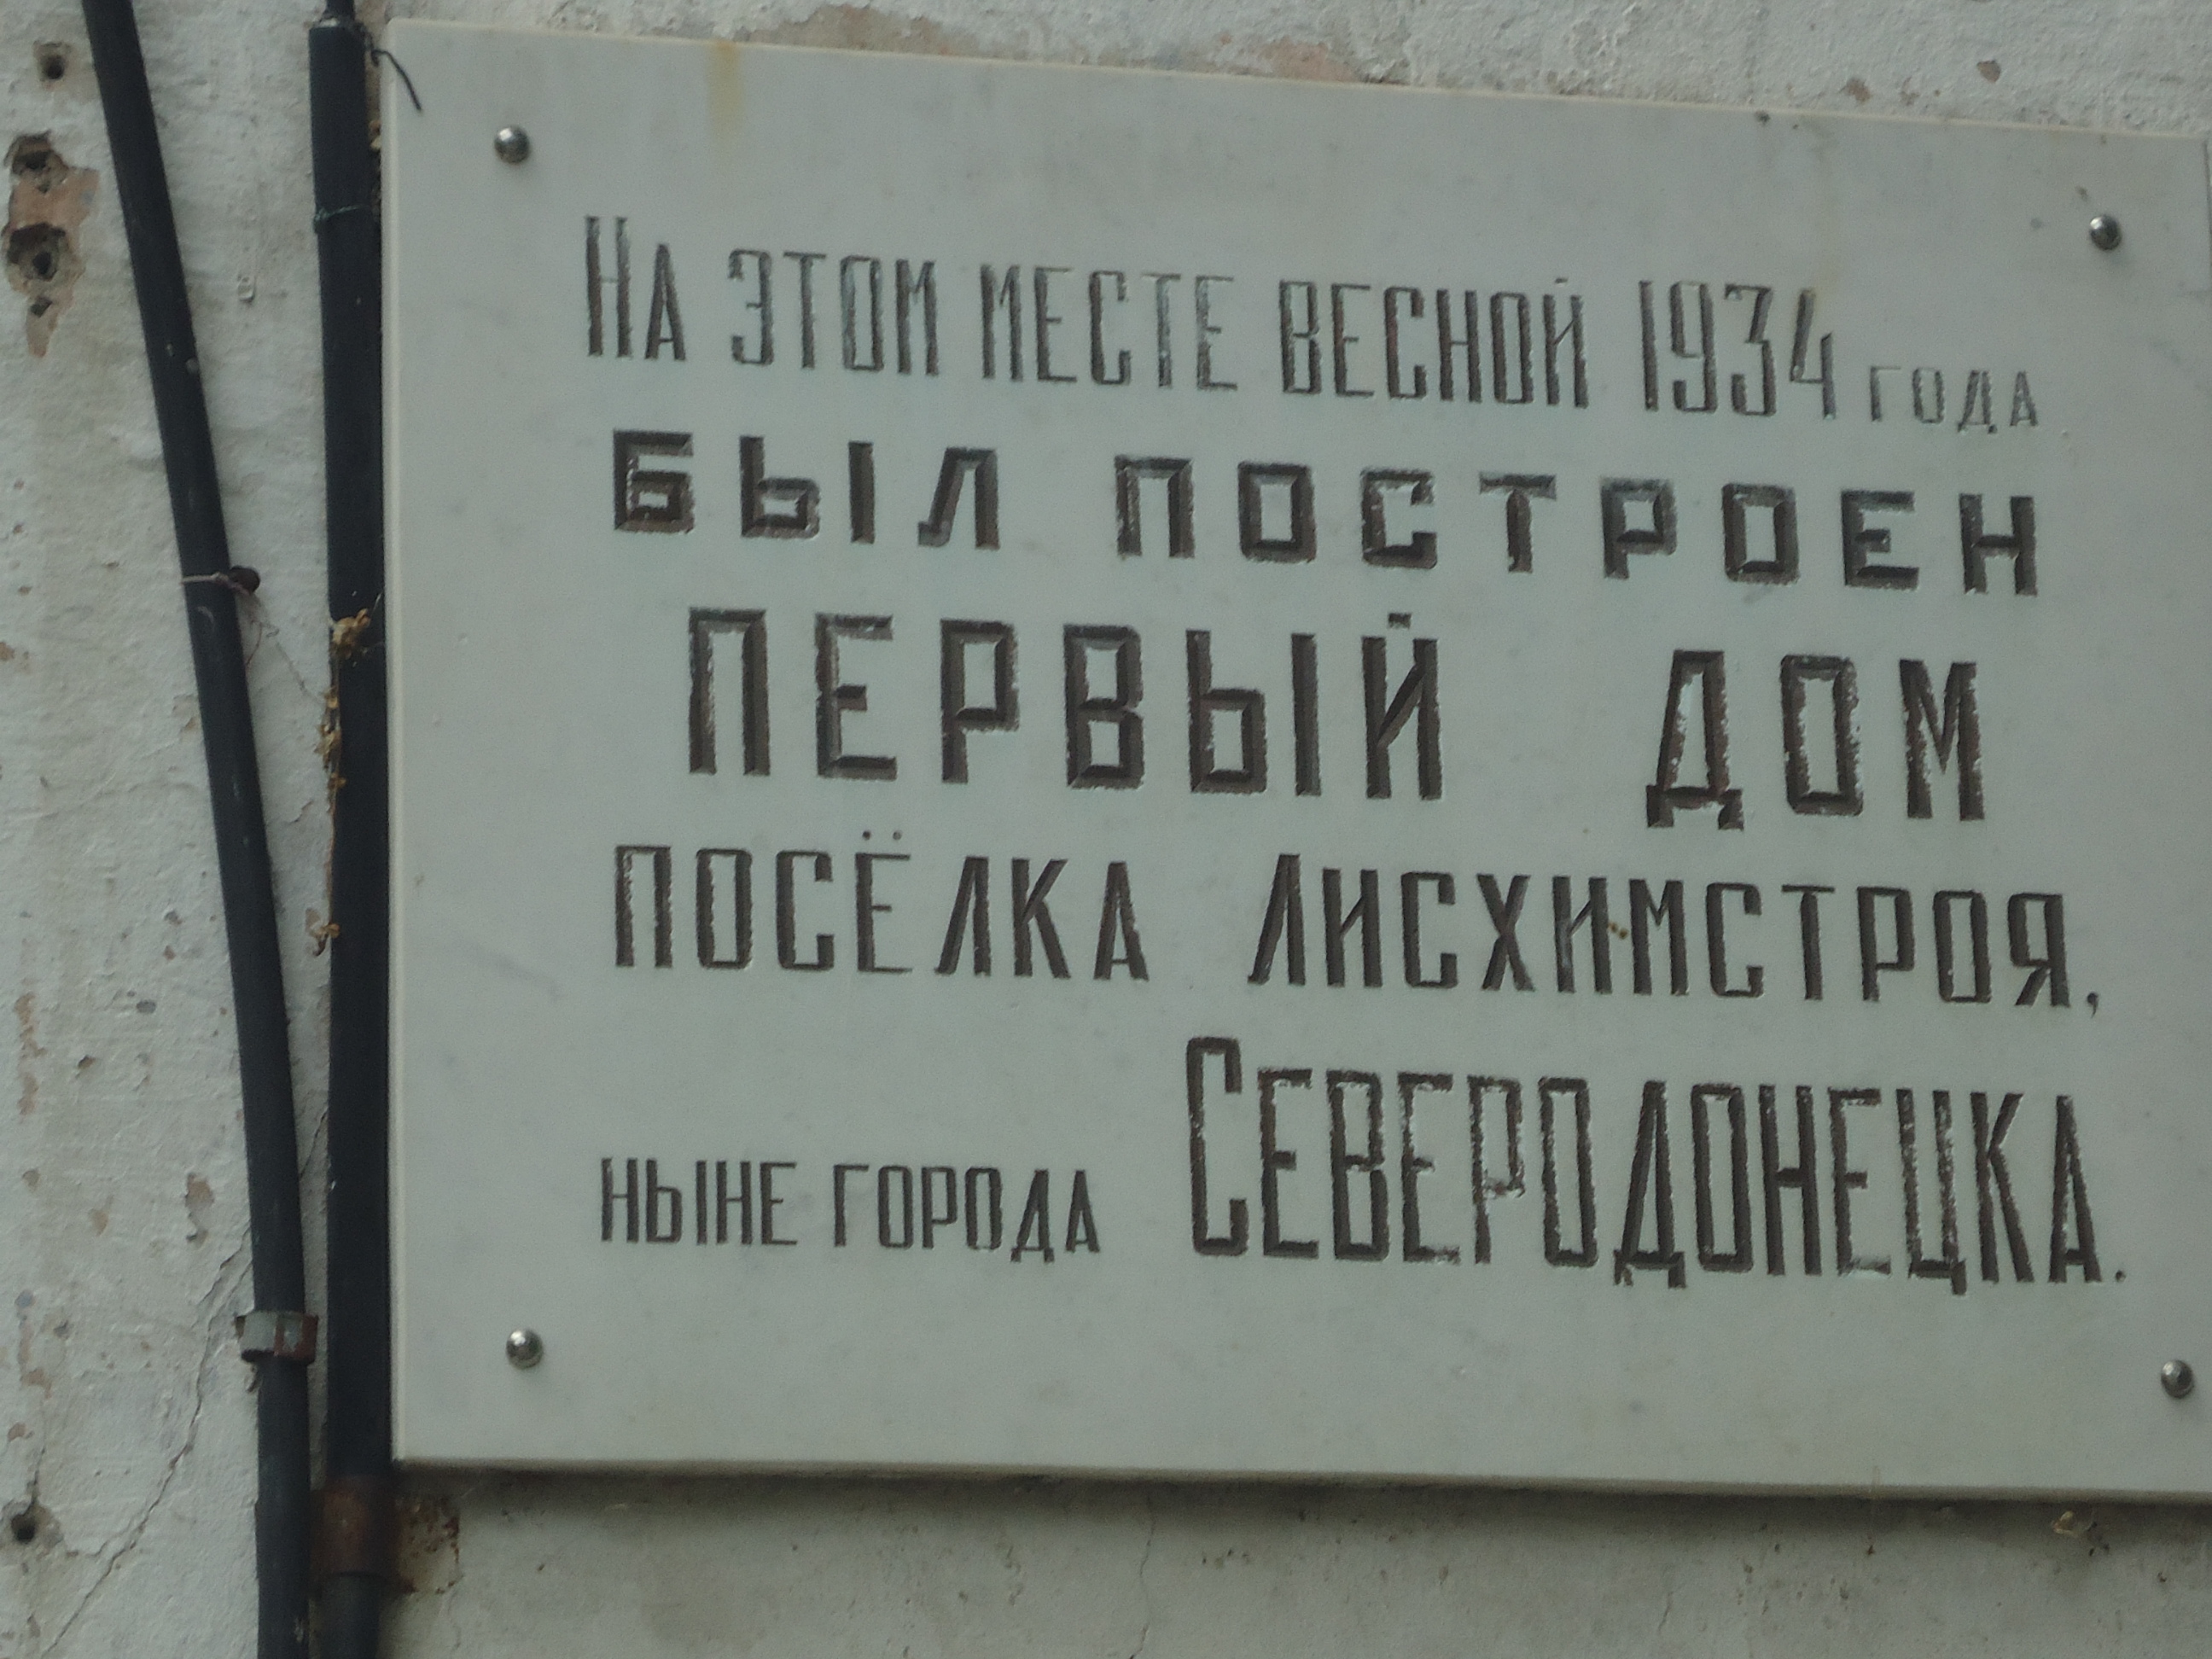 На этом месте весной 1934 года
был построен
первый дом
посёлка Лисхимстроя,
ныне города Северодонецка.